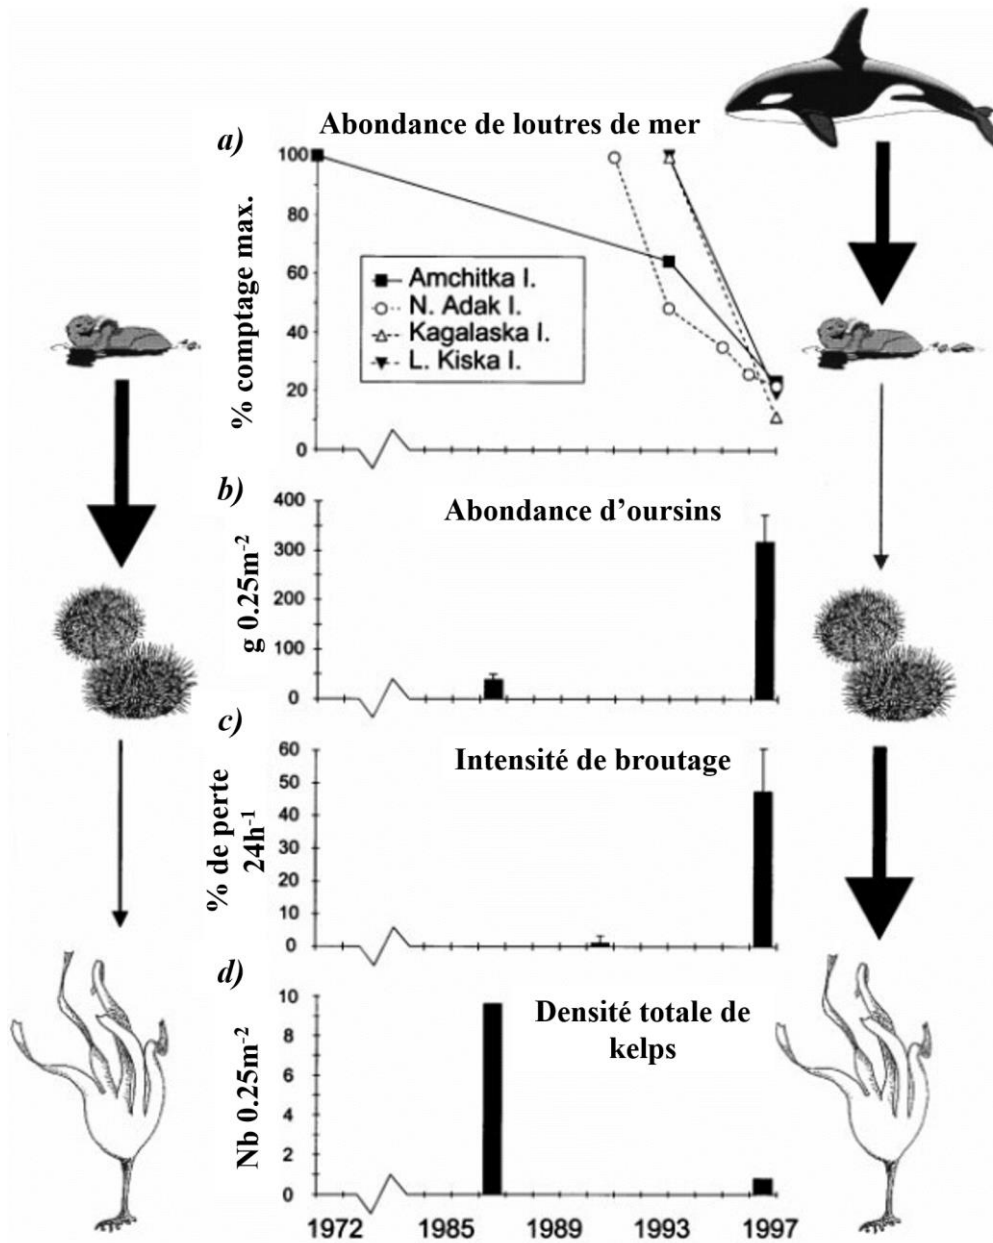 Abondance de loutres de mer
a)
% comptage max.
100
80
60
40
20
0
Amchitka I.
N. Adak I.
Kagalaska I.
L. Kiska I.
b)
Abondance d’oursins
g 0.25m⁻²
400
300
200
100
0
c)
Intensité de broutage
% de perte
24h⁻¹
60
50
40
30
20
10
0
d)
Densité totale de
kelps
Nb 0.25m⁻²
10
8
6
4
2
0
1972 1985 1989 1993 1997